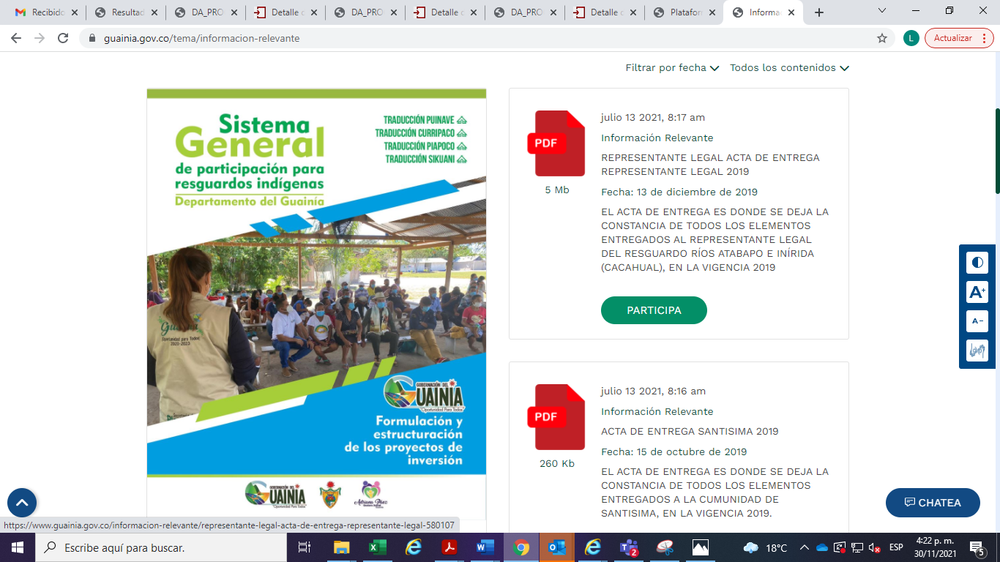 Recibido
Resultad
DA_PRO
Detalle d
DA_PRO
Detalle d
DA_PRO
Detalle d
Platafor
Informa
guainia.gov.co/tema/informacion-relevante
L
Actualizar
Filtrar por fecha
Todos los contenidos
Sistema
General
de participación para
resguardos indígenas
Departamento del Guainía
TRADUCCIÓN PUINAVE
TRADUCCIÓN CURRIPACO
TRADUCCIÓN PIAPOCO
TRADUCCIÓN SIKUANI
Guainía
Oportunidad para Todos
2020-2023
GOBERNACIÓN DEL
GUAINIA
"Oportunidad Para Todos"
Formulación y
estructuración
de los proyectos de
inversión
GOBERNACIÓN DEL
GUAINIA
"Oportunidad Para Todos"
Adriana Páez
PDF
5 Mb
julio 13 2021, 8:17 am
Información Relevante
REPRESENTANTE LEGAL ACTA DE ENTREGA
REPRESENTANTE LEGAL 2019
Fecha: 13 de diciembre de 2019
EL ACTA DE ENTREGA ES DONDE SE DEJA LA
CONSTANCIA DE TODOS LOS ELEMENTOS
ENTREGADOS AL REPRESENTANTE LEGAL
DEL RESGUARDO RÍOS ATABAPO E INÍRIDA
(CACAHUAL), EN LA VIGENCIA 2019
PARTICIPA
PDF
260 Kb
julio 13 2021, 8:16 am
Información Relevante
ACTA DE ENTREGA SANTISIMA 2019
Fecha: 15 de octubre de 2019
EL ACTA DE ENTREGA ES DONDE SE DEJA LA
CONSTANCIA DE TODOS LOS ELEMENTOS
ENTREGADOS A LA CUMUNIDAD DE
SANTISIMA, EN LA VIGENCIA 2019.
A+
A-
CHATEA
https://www.guainia.gov.co/informacion-relevante/representante-legal-acta-de-entrega-representante-legal-580107
Escribe aquí para buscar.
2
18°C
ESP
4:22 p. m.
30/11/2021
5